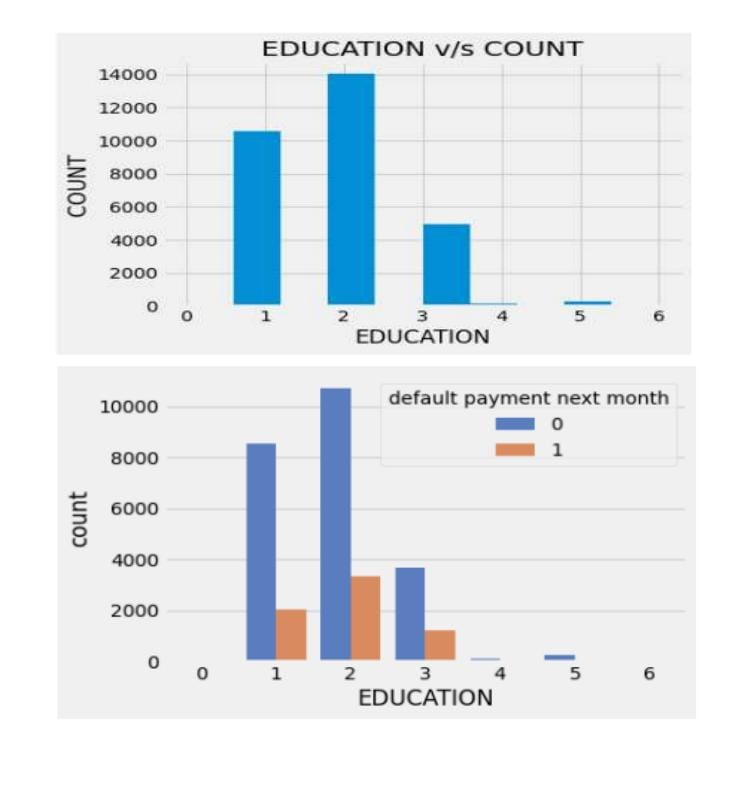 EDUCATION v/s COUNT
14000
12000
10000
8000
6000
4000
2000
0
COUNT
0 1 2 3 4 5 6
EDUCATION
default payment next month
0
1
10000
8000
6000
4000
2000
0
count
0 1 2 3 4 5 6
EDUCATION